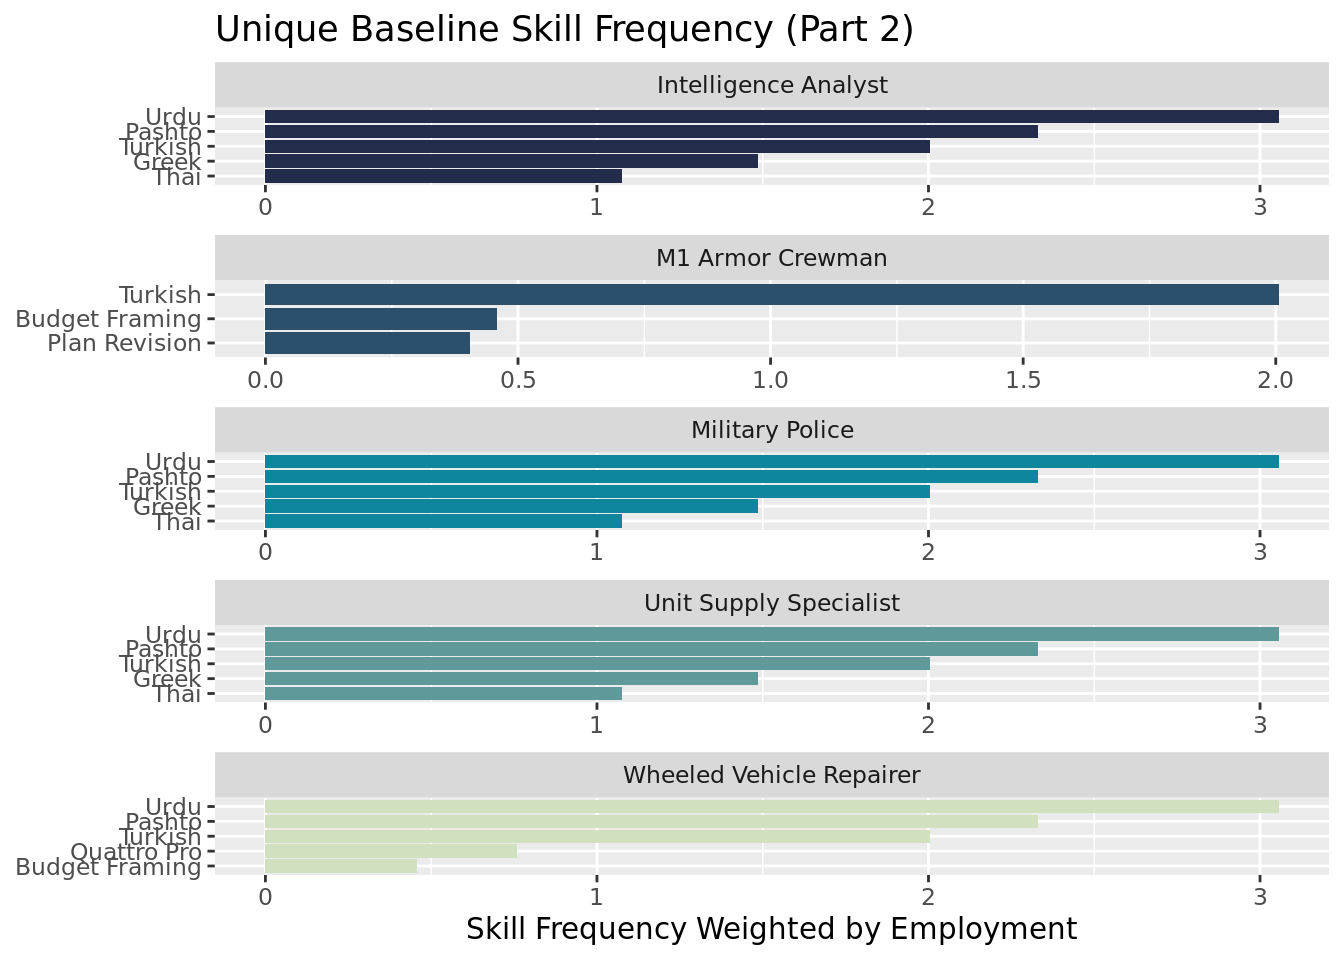 Unique Baseline Skill Frequency (Part 2)
Intelligence Analyst
Urdu
Pashto
Turkish
Greek
Thai
0 1 2 3
M1 Armor Crewman
Turkish
Budget Framing
Plan Revision
0.0 0.5 1.0 1.5 2.0
Military Police
Urdu
Pashto
Turkish
Greek
Thai
0 1 2 3
Unit Supply Specialist
Urdu
Pashto
Turkish
Greek
Thai
0 1 2 3
Wheeled Vehicle Repairer
Urdu
Pashto
Turkish
Quattro Pro
Budget Framing
0 1 2 3
Skill Frequency Weighted by Employment